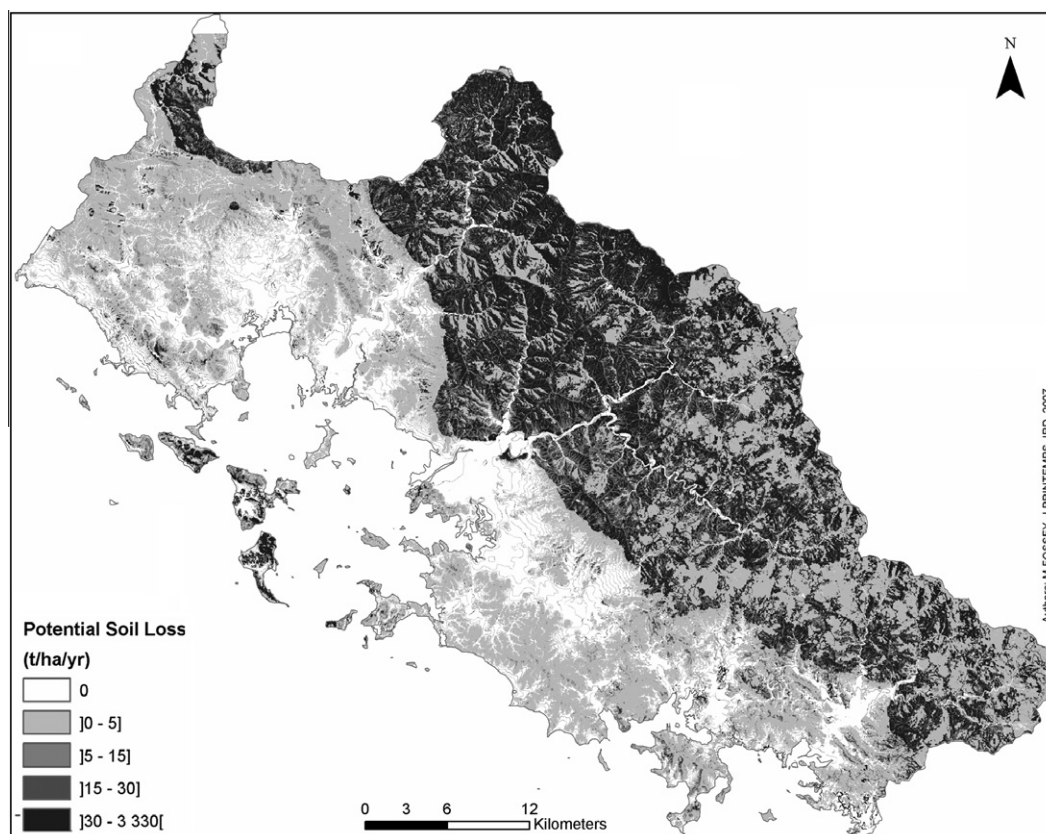 N
Potential Soil Loss
(t/ha/yr)
0
]0 - 5]
]5 - 15]
]15 - 30]
]30 - 3 330[
0 3 6 12
Kilometers